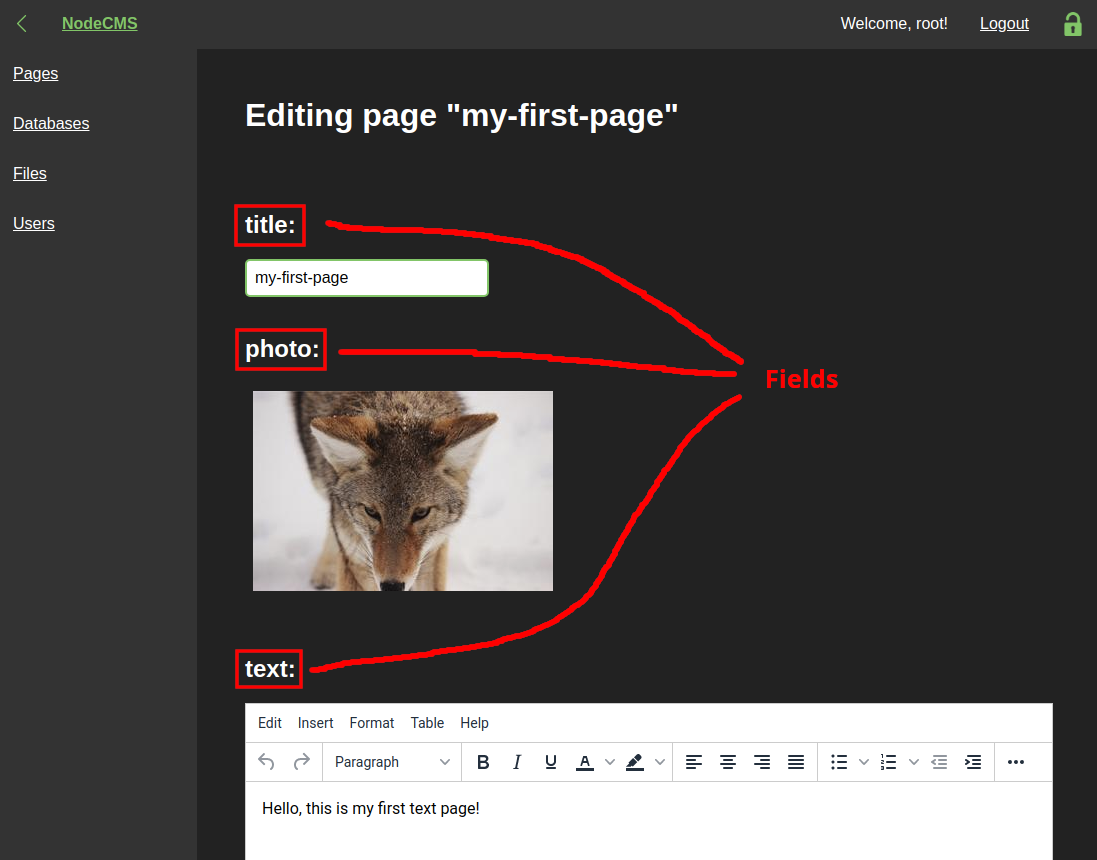 NodeCMS
Welcome, root!
Logout
Pages
Databases
Files
Users
Editing page "my-first-page"
title:
my-first-page
photo:
Fields
text:
Edit Insert Format Table Help
Paragraph B I U A
Hello, this is my first text page!